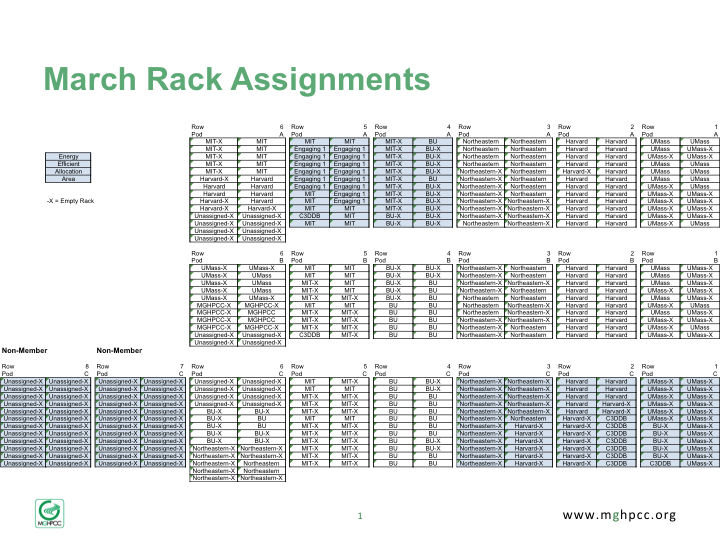 March Rack Assignments
Row 6 Row 5 Row 4 Row 3 Row 2 Row 1
Pod A Pod A Pod A Pod A Pod A Pod A
MIT-X MIT MIT MIT MIT-X BU Northeastern Northeastern Harvard Harvard UMass UMass
MIT-X MIT Engaging 1 Engaging 1 MIT-X BU-X Northeastern Northeastern Harvard Harvard UMass UMass-X
Energy MIT-X MIT Engaging 1 Engaging 1 MIT-X BU-X Northeastern Northeastern Harvard Harvard UMass-X UMass-X
Efficient MIT-X MIT Engaging 1 Engaging 1 MIT-X BU-X Northeastern Northeastern Harvard Harvard UMass-X UMass
Allocation MIT-X MIT Engaging 1 Engaging 1 MIT-X BU-X Northeastern-X Northeastern-X Harvard-X Harvard UMass UMass
Area Harvard-X Harvard Engaging 1 Engaging 1 MIT-X BU-X Northeastern-X Northeastern Harvard Harvard UMass UMass
Harvard Harvard Engaging 1 Engaging 1 MIT-X BU-X Northeastern-X Northeastern Harvard Harvard UMass-X UMass
Harvard Harvard MIT Engaging 1 MIT-X BU-X Northeastern-X Northeastern Harvard Harvard UMass-X UMass
-X = Empty Rack Harvard-X Harvard MIT Engaging 1 MIT-X BU-X Northeastern-X Northeastern-X Harvard Harvard UMass-X UMass-X
Harvard-X Harvard-X MIT MIT MIT-X BU-X Northeastern-X Northeastern-X Harvard Harvard UMass-X UMass-X
Unassigned-X Unassigned-X C3DDB MIT BU-X BU-X Northeastern Northeastern Harvard Harvard UMass-X UMass
Unassigned-X Unassigned-X MIT MIT BU-X BU-X Northeastern Northeastern Harvard Harvard UMass-X UMass
Unassigned-X Unassigned-X
Unassigned-X Unassigned-X
Row 6 Row 5 Row 4 Row 3 Row 2 Row 1
Pod B Pod B Pod B Pod B Pod B Pod B
UMass-X UMass-X MIT MIT BU-X BU-X Northeastern-X Northeastern Harvard Harvard UMass UMass-X
UMass-X UMass MIT MIT BU-X BU-X Northeastern-X Northeastern-X Harvard Harvard UMass UMass-X
UMass-X UMass MIT-X MIT BU-X BU-X Northeastern-X Northeastern-X Harvard Harvard UMass UMass-X
UMass-X UMass MIT-X MIT BU-X BU-X Northeastern-X Northeastern Harvard Harvard UMass UMass-X
UMass-X UMass-X MIT-X MIT-X BU BU-X Northeastern Northeastern Harvard Harvard UMass-X UMass-X
MGHPCC-X MGHPCC-X MIT MIT BU BU Northeastern-X Northeastern Harvard Harvard UMass-X UMass
MGHPCC-X MGHPCC MIT-X MIT-X BU BU Northeastern-X Northeastern-X Harvard Harvard UMass-X UMass-X
MGHPCC-X MGHPCC MIT-X MIT-X BU BU Northeastern-X Northeastern-X Harvard Harvard UMass-X UMass-X
MGHPCC-X MGHPCC-X MIT-X MIT-X BU BU Northeastern-X Northeastern-X Harvard Harvard UMass-X UMass
Unassigned-X Unassigned-X C3DDB MIT-X BU BU Northeastern-X Northeastern Harvard Harvard UMass-X UMass-X
Unassigned-X Unassigned-X
Non-Member Non-Member
Row 8 Row 7 Row 6 Row 5 Row 4 Row 3 Row 2 Row 1
Pod C Pod C Pod C Pod C Pod C Pod C Pod C Pod C
Unassigned-X Unassigned-X Unassigned-X Unassigned-X Unassigned-X Unassigned-X MIT MIT-X BU BU-X Northeastern-X Northeastern-X Harvard Harvard UMass-X UMass-X
Unassigned-X Unassigned-X Unassigned-X Unassigned-X Unassigned-X Unassigned-X MIT MIT-X BU BU-X Northeastern-X Northeastern-X Harvard Harvard UMass-X UMass-X
Unassigned-X Unassigned-X Unassigned-X Unassigned-X Unassigned-X Unassigned-X MIT-X MIT-X BU BU-X Northeastern-X Northeastern-X Harvard Harvard UMass-X UMass-X
Unassigned-X Unassigned-X Unassigned-X Unassigned-X Unassigned-X Unassigned-X MIT-X MIT-X BU BU-X Northeastern-X Northeastern-X Harvard Harvard-X UMass-X UMass-X
Unassigned-X Unassigned-X Unassigned-X Unassigned-X BU-X BU-X MIT-X MIT-X BU BU-X Northeastern-X Northeastern-X Harvard Harvard-X UMass-X UMass-X
Unassigned-X Unassigned-X Unassigned-X Unassigned-X BU BU MIT MIT BU BU Northeastern-X Northeastern-X Harvard-X C3DDB UMass-X UMass-X
Unassigned-X Unassigned-X Unassigned-X Unassigned-X BU BU MIT-X MIT-X BU BU Northeastern-X Harvard-X Harvard-X C3DDB BU-X UMass-X
Unassigned-X Unassigned-X Unassigned-X Unassigned-X BU BU-X MIT-X MIT-X BU BU Northeastern-X Harvard-X Harvard-X C3DDB BU-X UMass-X
Unassigned-X Unassigned-X Unassigned-X Unassigned-X BU-X BU-X MIT-X MIT-X BU BU-X Northeastern-X Harvard-X Harvard-X C3DDB BU-X UMass-X
Unassigned-X Unassigned-X Unassigned-X Unassigned-X Northeastern-X Northeastern-X MIT-X MIT-X BU BU-X Northeastern-X Harvard-X Harvard-X C3DDB BU-X UMass-X
Unassigned-X Unassigned-X Unassigned-X Unassigned-X Northeastern-X Northeastern-X MIT-X MIT-X BU BU Northeastern-X Harvard-X Harvard-X C3DDB BU-X UMass-X
Unassigned-X Unassigned-X Unassigned-X Unassigned-X Northeastern-X Northeastern MIT-X MIT-X BU BU Northeastern-X Harvard-X Harvard-X C3DDB C3DDB UMass-X
Northeastern-X Northeastern
Northeastern-X Northeastern-X
MGHPCC
1
www.mghpcc.org